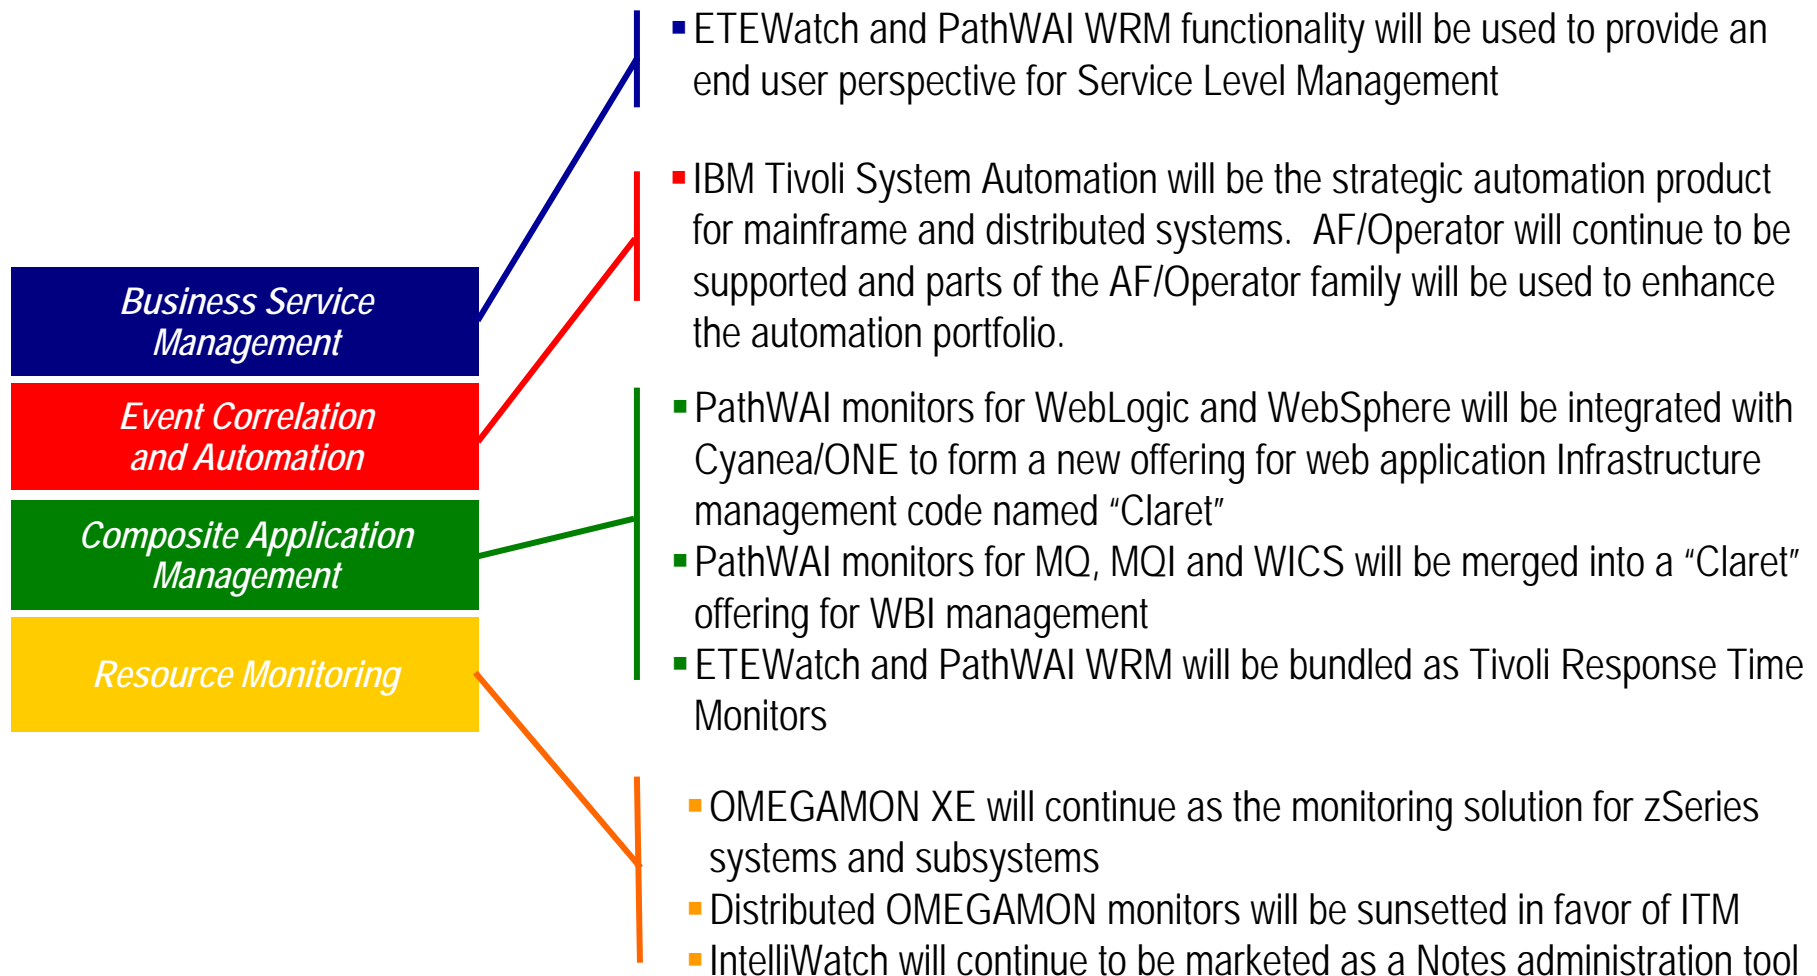 ETEWatch and PathWAI WRM functionality will be used to provide an
end user perspective for Service Level Management
IBM Tivoli System Automation will be the strategic automation product
for mainframe and distributed systems.  AF/Operator will continue to be
supported and parts of the AF/Operator family will be used to enhance
the automation portfolio.
Business Service
Management
Event Correlation
and Automation
Composite Application
Management
Resource Monitoring
PathWAI monitors for WebLogic and WebSphere will be integrated with
Cyanea/ONE to form a new offering for web application Infrastructure
management code named “Claret”
PathWAI monitors for MQ, MQI and WICS will be merged into a “Claret”
offering for WBI management
ETEWatch and PathWAI WRM will be bundled as Tivoli Response Time
Monitors
OMEGAMON XE will continue as the monitoring solution for zSeries
systems and subsystems
Distributed OMEGAMON monitors will be sunsetted in favor of ITM
IntelliWatch will continue to be marketed as a Notes administration tool